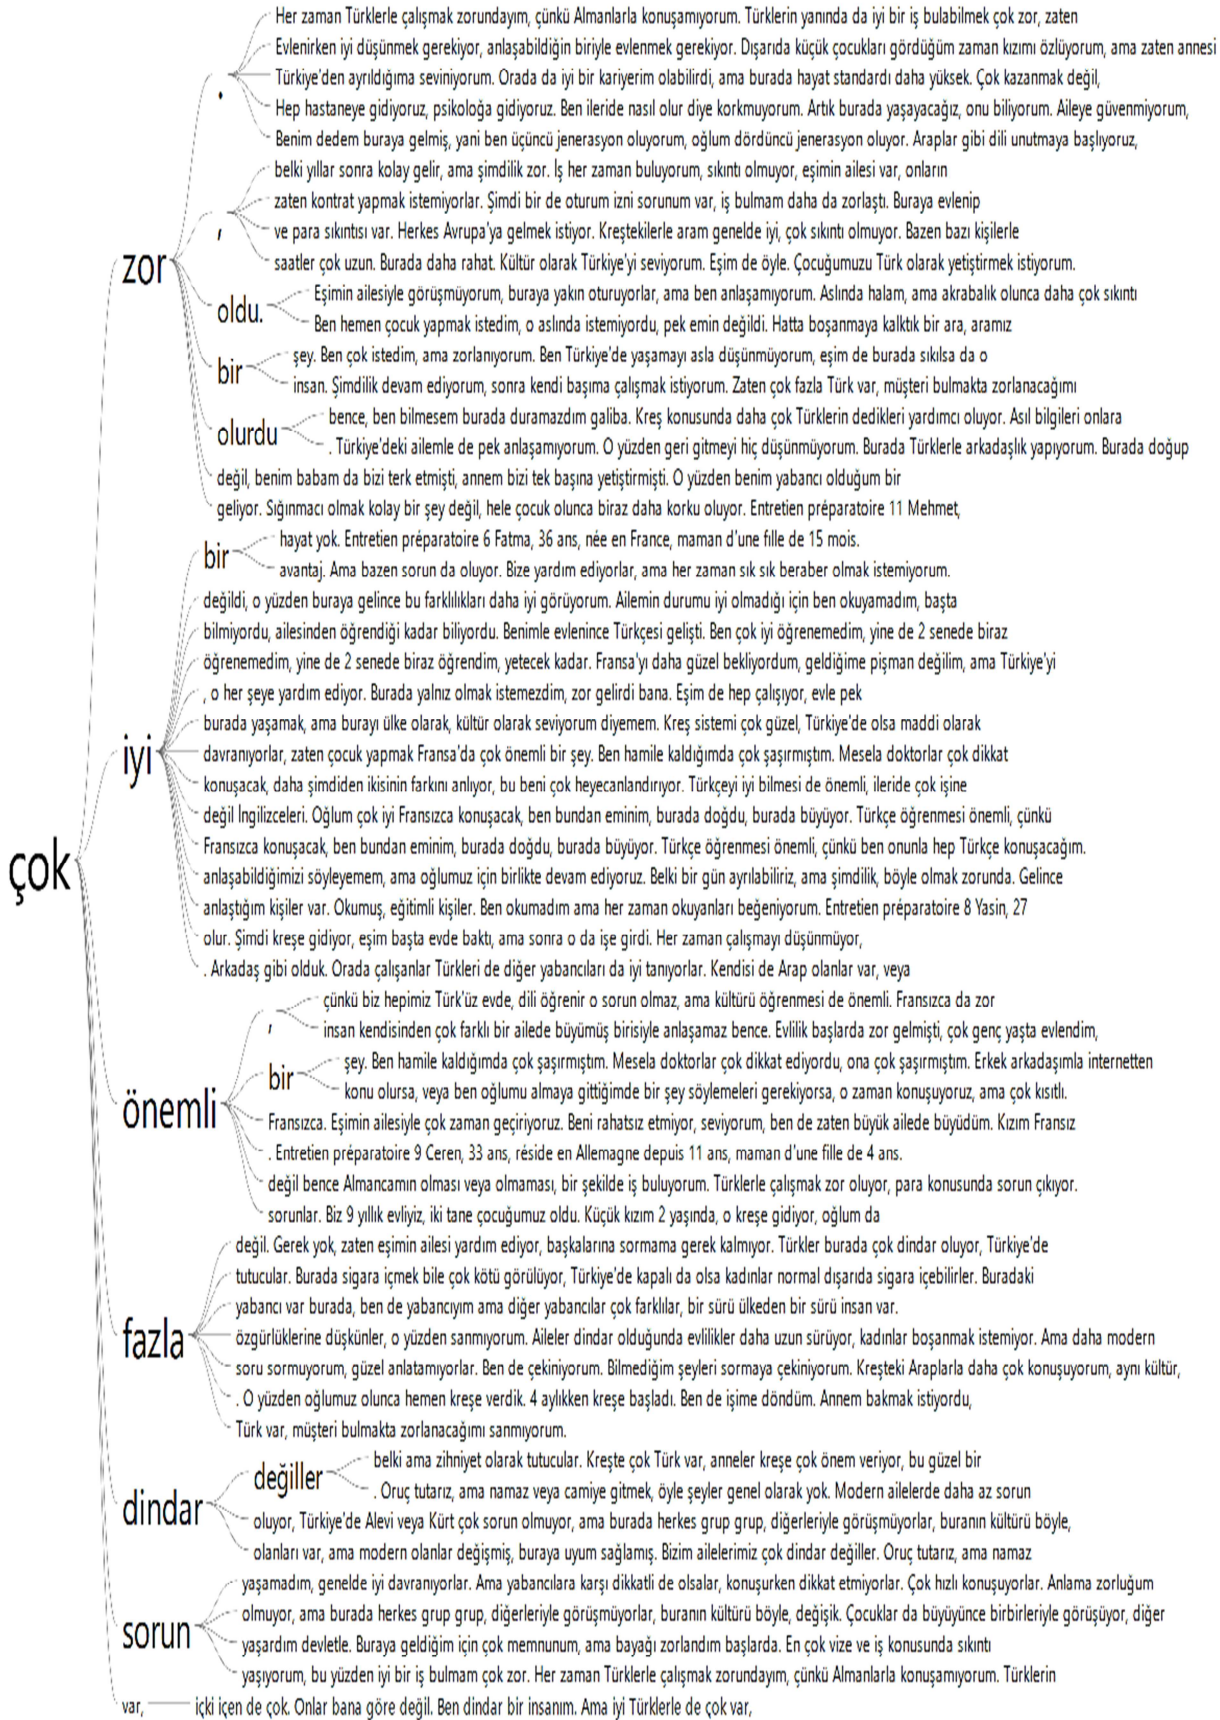 çok
zor
.
Her zaman Türklerle çalışmak zorundayım, çünkü Almanlarla konuşamıyorum. Türklerin yanında da iyi bir iş bulabilmek çok zor, zaten
Evlenirken iyi düşünmek gerekiyor, anlaşabildiğin biriyle evlenmek gerekiyor. Dışarıda küçük çocukları gördüğüm zaman kızımı özlüyorum, ama zaten annesi
Türkiye'den ayrıldığıma seviniyorum. Orada da iyi bir kariyerim olabilirdi, ama burada hayat standardı daha yüksek. Çok kazanmak değil,
Hep hastaneye gidiyoruz, psikoloğa gidiyoruz. Ben ileride nasıl olur diye korkmuyorum. Artık burada yaşayacağız, onu biliyorum. Aileye güvenmiyorum,
Benim dedem buraya gelmiş, yani ben üçüncü jenerasyon oluyorum, oğlum dördüncü jenerasyon oluyor. Araplar gibi dili unutmaya başlıyoruz,
,
belki yıllar sonra kolay gelir, ama şimdilik zor. İş her zaman buluyorum, sıkıntı olmuyor, eşimin ailesi var, onların
zaten kontrat yapmak istemiyorlar. Şimdi bir de oturum izni sorunum var, iş bulmam daha da zorlaştı. Buraya evlenip
ve para sıkıntısı var. Herkes Avrupa'ya gelmek istiyor. Kreştekilerle aram genelde iyi, çok sıkıntı olmuyor. Bazen bazı kişilerle
saatler çok uzun. Burada daha rahat. Kültür olarak Türkiye'yi seviyorum. Eşim de öyle. Çocuğumuzu Türk olarak yetiştirmek istiyorum.
oldu.
Eşimin ailesiyle görüşmüyorum, buraya yakın oturuyorlar, ama ben anlaşamıyorum. Aslında halam, ama akrabalık olunca daha çok sıkıntı
Ben hemen çocuk yapmak istedim, o aslında istemiyordu, pek emin değildi. Hatta boşanmaya kalktık bir ara, aramız
bir
şey. Ben çok istedim, ama zorlanıyorum. Ben Türkiye'de yaşamayı asla düşünmüyorum, eşim de burada sıkılsa da o
insan. Şimdilik devam ediyorum, sonra kendi başıma çalışmak istiyorum. Zaten çok fazla Türk var, müşteri bulmakta zorlanacağımı
olurdu
bence, ben bilmesem burada duramazdım galiba. Kreş konusunda daha çok Türklerin dedikleri yardımcı oluyor. Asıl bilgileri onlara
. Türkiye'deki ailemle de pek anlaşamıyorum. O yüzden geri gitmeyi hiç düşünmüyorum. Burada Türklerle arkadaşlık yapıyorum. Burada doğup
değil, benim babam da bizi terk etmişti, annem bizi tek başına yetiştirmişti. O yüzden benim yabancı olduğum bir
geliyor. Sığınmacı olmak kolay bir şey değil, hele çocuk olunca biraz daha korku oluyor. Entretien préparatoire 11 Mehmet,
iyi
bir
hayat yok. Entretien préparatoire 6 Fatma, 36 ans, née en France, maman d'une fille de 15 mois.
avantaj. Ama bazen sorun da oluyor. Bize yardım ediyorlar, ama her zaman sık sık beraber olmak istemiyorum.
değildi, o yüzden buraya gelince bu farklılıkları daha iyi görüyorum. Ailemin durumu iyi olmadığı için ben okuyamadım, başta
bilmiyordu, ailesinden öğrendiği kadar biliyordu. Benimle evlenince Türkçesi gelişti. Ben çok iyi öğrenemedim, yine de 2 senede biraz
öğrenemedim, yine de 2 senede biraz öğrendim, yetecek kadar. Fransa'yı daha güzel bekliyordum, geldiğime pişman değilim, ama Türkiye'yi
, o her şeye yardım ediyor. Burada yalnız olmak istemezdim, zor gelirdi bana. Eşim de hep çalışıyor, evle pek
burada yaşamak, ama burayı ülke olarak, kültür olarak seviyorum diyemem. Kreş sistemi çok güzel, Türkiye'de olsa maddi olarak
davranıyorlar, zaten çocuk yapmak Fransa'da çok önemli bir şey. Ben hamile kaldığımda çok şaşırmıştım. Mesela doktorlar çok dikkat
konuşacak, daha şimdiden ikisinin farkını anlıyor, bu beni çok heyecanlandırıyor. Türkçeyi iyi bilmesi de önemli, ileride çok işine
değil İngilizceleri. Oğlum çok iyi Fransızca konuşacak, ben bundan eminim, burada doğdu, burada büyüyor. Türkçe öğrenmesi önemli, çünkü
Fransızca konuşacak, ben bundan eminim, burada doğdu, burada büyüyor. Türkçe öğrenmesi önemli, çünkü ben onunla hep Türkçe konuşacağım.
anlaşabildiğimizi söyleyemem, ama oğlumuz için birlikte devam ediyoruz. Belki bir gün ayrılabiliriz, ama şimdilik, böyle olmak zorunda. Gelince
anlaştığım kişiler var. Okumuş, eğitimli kişiler. Ben okumadım ama her zaman okuyanları beğeniyorum. Entretien préparatoire 8 Yasin, 27
olur. Şimdi kreşe gidiyor, eşim başta evde baktı, ama sonra o da işe girdi. Her zaman çalışmayı düşünmüyor,
. Arkadaş gibi olduk. Orada çalışanlar Türkleri de diğer yabancıları da iyi tanıyorlar. Kendisi de Arap olanlar var, veya
önemli
,
çünkü biz hepimiz Türk'üz evde, dili öğrenir o sorun olmaz, ama kültürü öğrenmesi de önemli. Fransızca da zor
insan kendisinden çok farklı bir ailede büyümüş birisiyle anlaşamaz bence. Evlilik başlarda zor gelmişti, çok genç yaşta evlendim,
bir
şey. Ben hamile kaldığımda çok şaşırmıştım. Mesela doktorlar çok dikkat ediyordu, ona çok şaşırmıştım. Erkek arkadaşımla internetten
konu olursa, veya ben oğlumu almaya gittiğimde bir şey söylemeleri gerekiyorsa, o zaman konuşuyoruz, ama çok kısıtlı.
Fransızca. Eşimin ailesiyle çok zaman geçiriyoruz. Beni rahatsız etmiyor, seviyorum, ben de zaten büyük ailede büyüdüm. Kızım Fransız
. Entretien préparatoire 9 Ceren, 33 ans, réside en Allemagne depuis 11 ans, maman d'une fille de 4 ans.
değil bence Almancamın olması veya olmaması, bir şekilde iş buluyorum. Türklerle çalışmak zor oluyor, para konusunda sorun çıkıyor.
sorunlar. Biz 9 yıllık evliyiz, iki tane çocuğumuz oldu. Küçük kızım 2 yaşında, o kreşe gidiyor, oğlum da
fazla
değil. Gerek yok, zaten eşimin ailesi yardım ediyor, başkalarına sormama gerek kalmıyor. Türkler burada çok dindar oluyor, Türkiye'de
tutucular. Burada sigara içmek bile çok kötü görülüyor, Türkiye'de kapalı da olsa kadınlar normal dışarıda sigara içebilirler. Buradaki
yabancı var burada, ben de yabancıyım ama diğer yabancılar çok farklılar, bir sürü ülkeden bir sürü insan var.
özgürlüklerine düşkünler, o yüzden sanmıyorum. Aileler dindar olduğunda evlilikler daha uzun sürüyor, kadınlar boşanmak istemiyor. Ama daha modern
soru sormuyorum, güzel anlatamıyorlar. Ben de çekiniyorum. Bilmediğim şeyleri sormaya çekiniyorum. Kreşteki Araplarla daha çok konuşuyorum, aynı kültür,
. O yüzden oğlumuz olunca hemen kreşe verdik. 4 aylıkken kreşe başladı. Ben de işime döndüm. Annem bakmak istiyordu,
Türk var, müşteri bulmakta zorlanacağımı sanmıyorum.
dindar
değiller
belki ama zihniyet olarak tutucular. Kreşte çok Türk var, anneler kreşe çok önem veriyor, bu güzel bir
. Oruç tutarız, ama namaz veya camiye gitmek, öyle şeyler genel olarak yok. Modern ailelerde daha az sorun
oluyor, Türkiye'de Alevi veya Kürt çok sorun olmuyor, ama burada herkes grup grup, diğerleriyle görüşmüyorlar, buranın kültürü böyle,
olanları var, ama modern olanlar değişmiş, buraya uyum sağlamış. Bizim ailelerimiz çok dindar değiller. Oruç tutarız, ama namaz
sorun
yaşamadım, genelde iyi davranıyorlar. Ama yabancılara karşı dikkatli de olsalar, konuşurken dikkat etmiyorlar. Çok hızlı konuşuyorlar. Anlama zorluğum
olmuyor, ama burada herkes grup grup, diğerleriyle görüşmüyorlar, buranın kültürü böyle, değişik. Çocuklar da büyüyünce birbirleriyle görüşüyor, diğer
yaşardım devletle. Buraya geldiğim için çok memnunum, ama bayağı zorlandım başlarda. En çok vize ve iş konusunda sıkıntı
yaşıyorum, bu yüzden iyi bir iş bulmam çok zor. Her zaman Türklerle çalışmak zorundayım, çünkü Almanlarla konuşamıyorum. Türklerin
var,
içki içen de çok. Onlar bana göre değil. Ben dindar bir insanım. Ama iyi Türklerle de çok var,